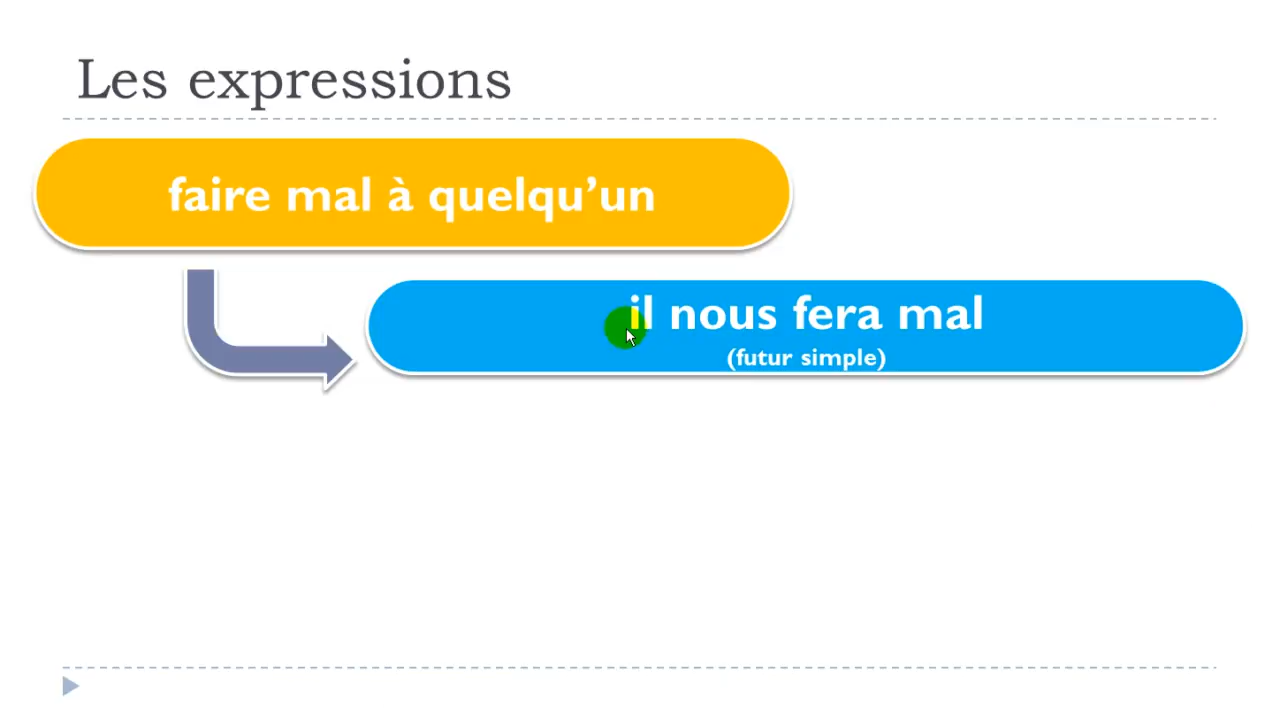 Les expressions
faire mal à quelqu’un
il nous fera mal
(futur simple)